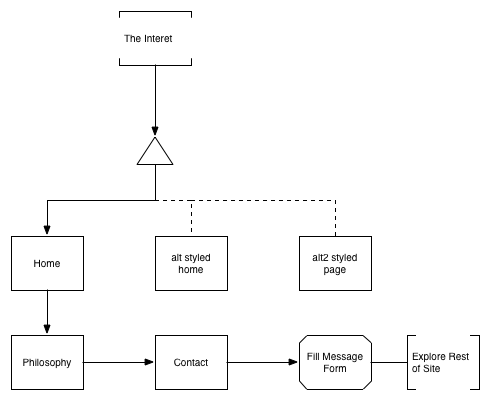 The Interet
Home
alt styled
home
alt2 styled
page
Philosophy
Contact
Fill Message
Form
Explore Rest
of Site